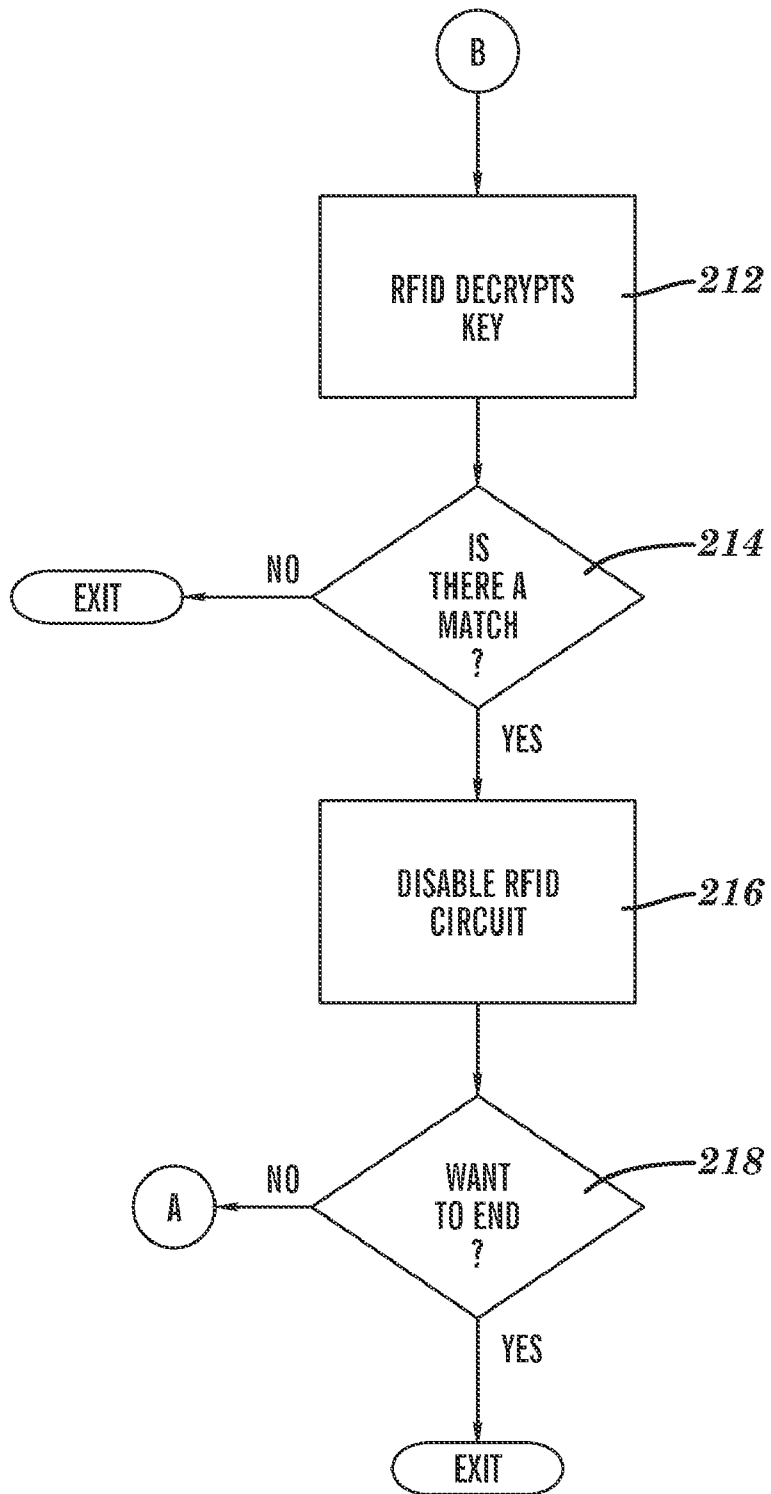 B
RFID DECRYPTS
KEY
212
IS
THERE A
MATCH
?
214
NO
EXIT
YES
DISABLE RFID
CIRCUIT
216
WANT
TO END
?
218
NO
A
YES
EXIT